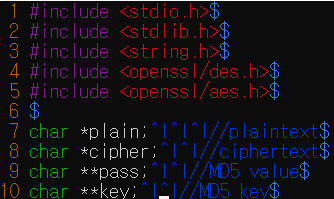 1 #include <stdio.h>$
2 #include <stdlib.h>$
3 #include <string.h>$
4 #include <openssl/des.h>$
5 #include <openssl/aes.h>$
6 $
7 char *plain;^I^I^I//plaintext$
8 char *cipher;^I^I^I//ciphertext$
9 char **pass;^I^I//MD5 value$
10 char **key;^I^I//MD5 key$